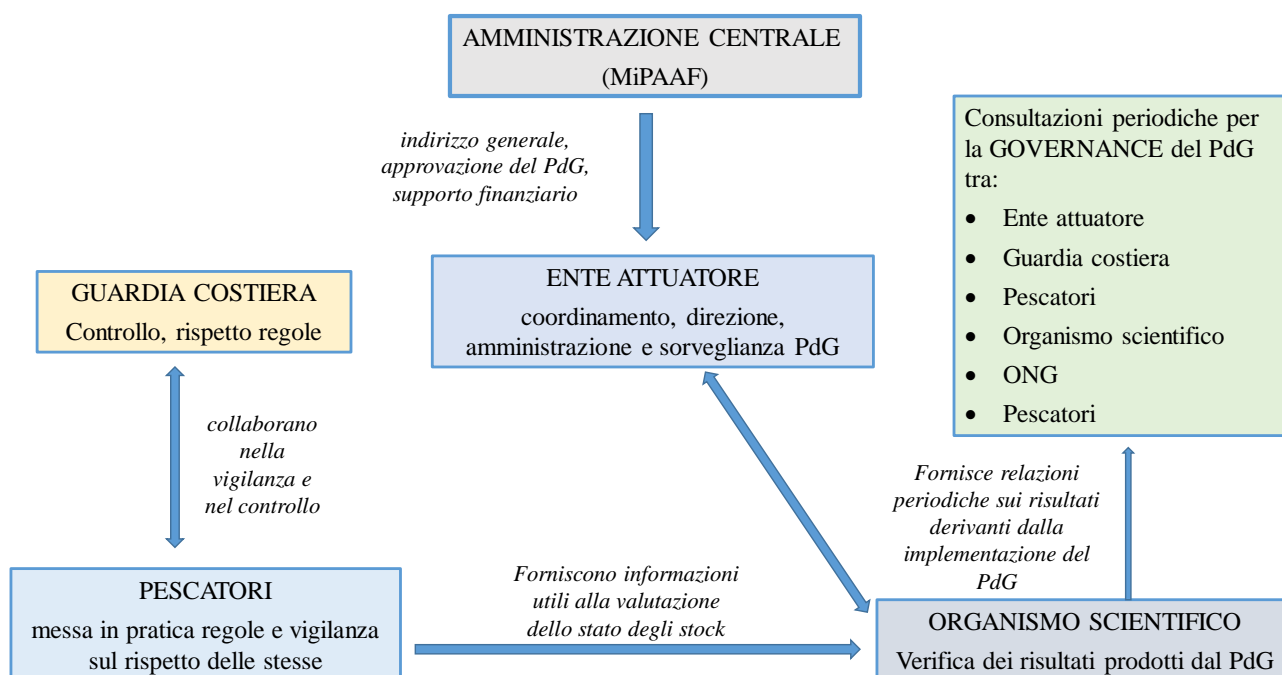 AMMINISTRAZIONE CENTRALE
(MiPAAF)
indirizzo generale,
approvazione del PdG,
supporto finanziario
Consultazioni periodiche per
la GOVERNANCE del PdG
tra:
• Ente attuatore
• Guardia costiera
• Pescatori
• Organismo scientifico
• ONG
• Pescatori
GUARDIA COSTIERA
Controllo, rispetto regole
ENTE ATTUATORE
coordinamento, direzione,
amministrazione e sorveglianza PdG
collaborano
nella
vigilanza e
nel controllo
Fornisce relazioni
periodiche sui risultati
derivanti dalla
implementazione del
PdG
PESCATORI
messa in pratica regole e vigilanza
sul rispetto delle stesse
Forniscono informazioni
utili alla valutazione
dello stato degli stock
ORGANISMO SCIENTIFICO
Verifica dei risultati prodotti dal PdG